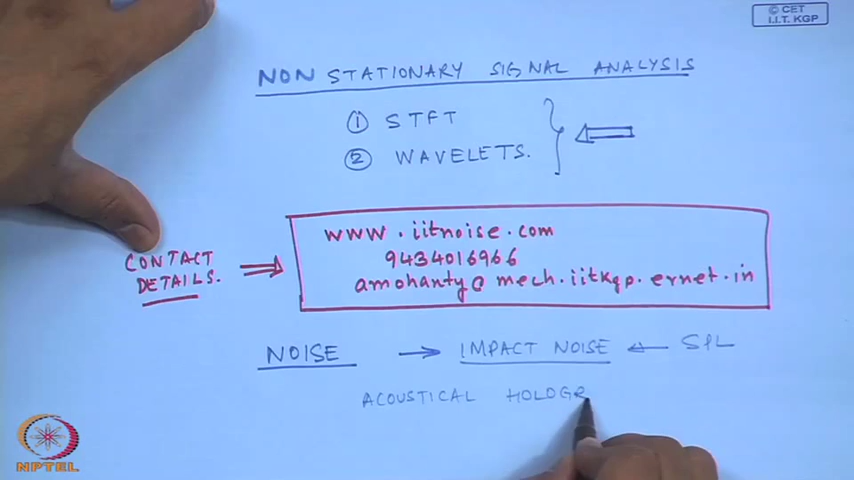 © CET
I.I.T. KGP
NON STATIONARY SIGNAL ANALYSIS
① STFT
② WAVELETS.
CONTACT
DETAILS.
www.iitnoise.com
9434016966
amohanty@mech.iitkgp.ernet.in
NOISE → IMPACT NOISE ← SPL
ACOUSTICAL HOLOGR
NPTEL